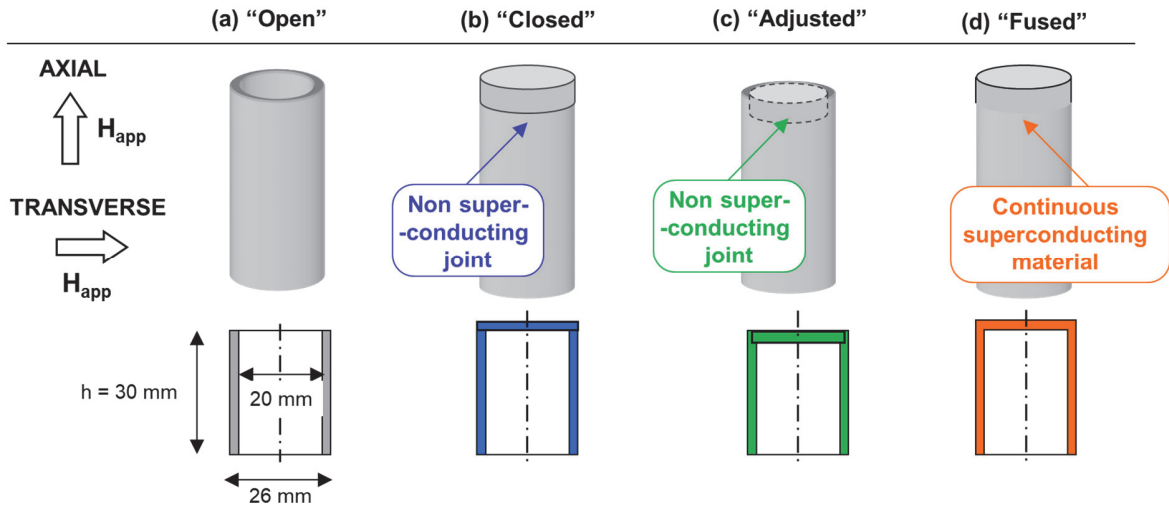 (a) “Open”
(b) “Closed”
(c) “Adjusted”
(d) “Fused”
AXIAL
Happ
TRANSVERSE
Happ
Non super-
-conducting
joint
Non super-
-conducting
joint
Continuous
superconducting
material
h = 30 mm
20 mm
26 mm